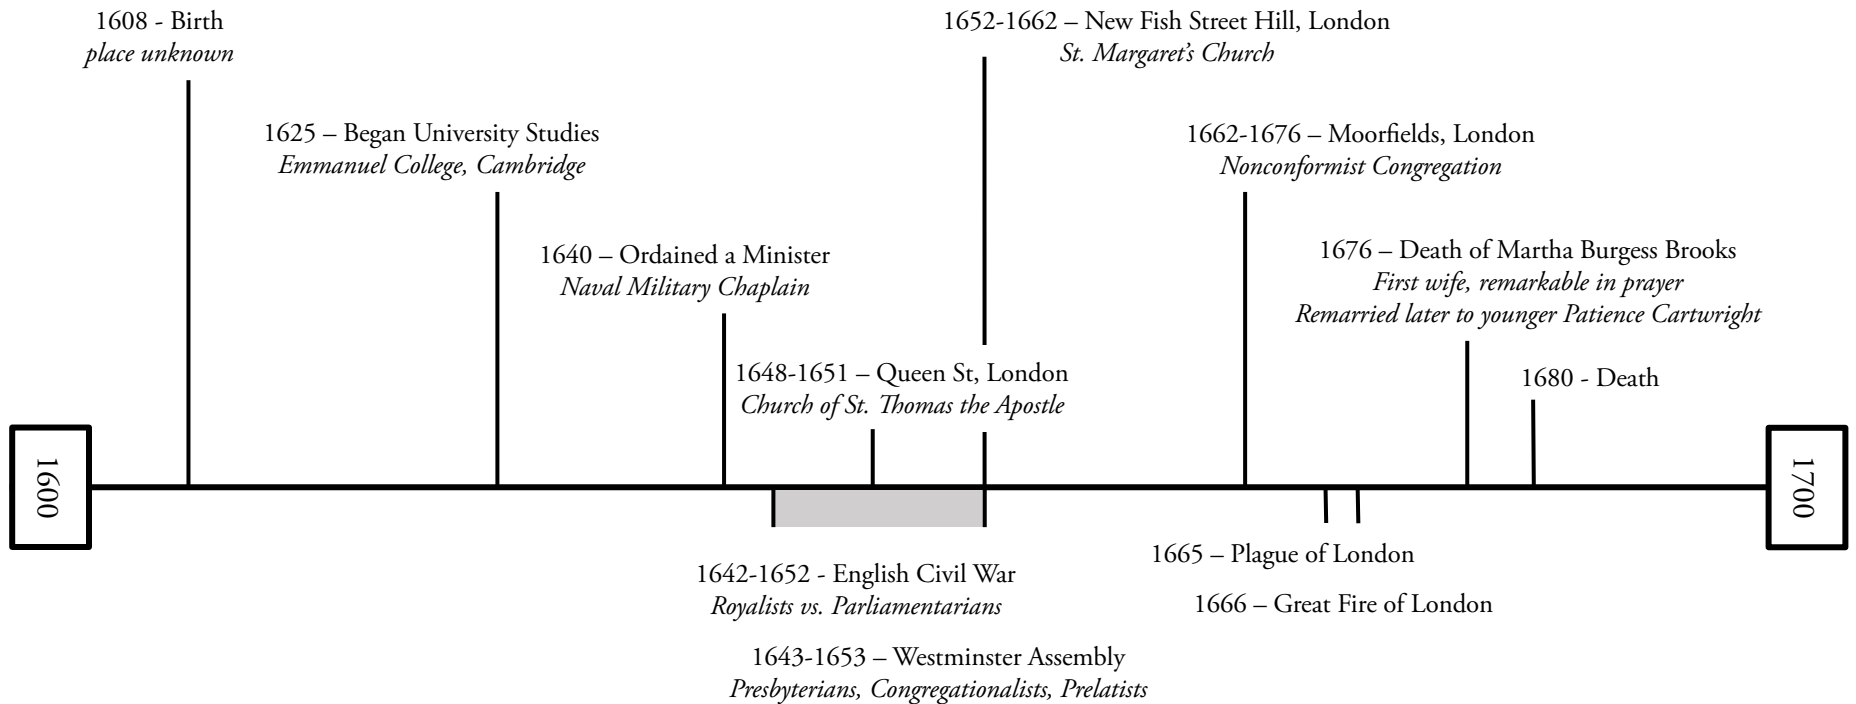 1608 - Birth
place unknown
1652-1662 – New Fish Street Hill, London
St. Margaret's Church
1625 – Began University Studies
Emmanuel College, Cambridge
1662-1676 – Moorfields, London
Nonconformist Congregation
1640 – Ordained a Minister
Naval Military Chaplain
1676 – Death of Martha Burgess Brooks
First wife, remarkable in prayer
Remarried later to younger Patience Cartwright
1648-1651 – Queen St, London
Church of St. Thomas the Apostle
1680 - Death
1600
1700
1665 – Plague of London
1642-1652 - English Civil War
Royalists vs. Parliamentarians
1666 – Great Fire of London
1643-1653 – Westminster Assembly
Presbyterians, Congregationalists, Prelatists